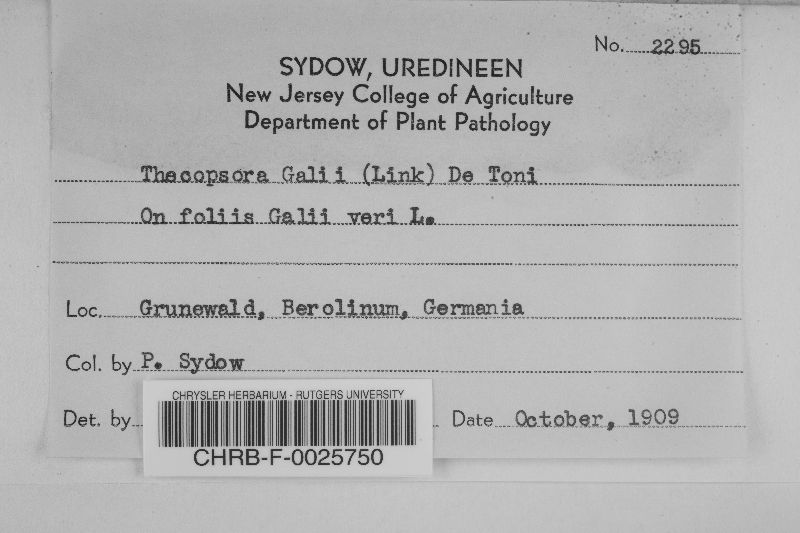 No. 2295
SYDOW, UREDINEEN
New Jersey College of Agriculture
Department of Plant Pathology
Thecopsora Galii (Link) De Toni
On foliis Galii veri L.
Loc. Grunewald, Berolinum, Germania
Col. by P. Sydow
Det. by
Date October, 1909
CHRYSLER HERBARIUM - RUTGERS UNIVERSITY
CHRB-F-0025750